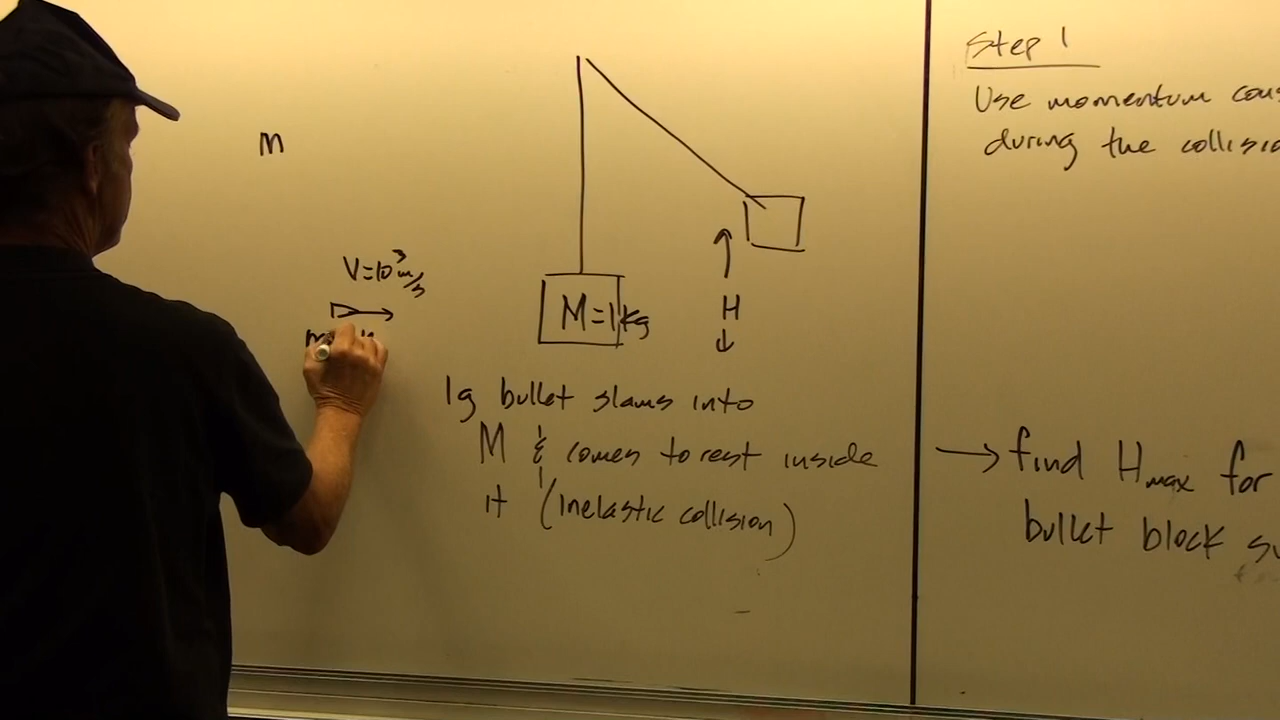 m
V=10³ m/s
M=1kg
H
1g bullet slams into
M & comes to rest inside
it (Inelastic collision)
Step 1
Use momentum
during the
→ find Hmax for
bullet block